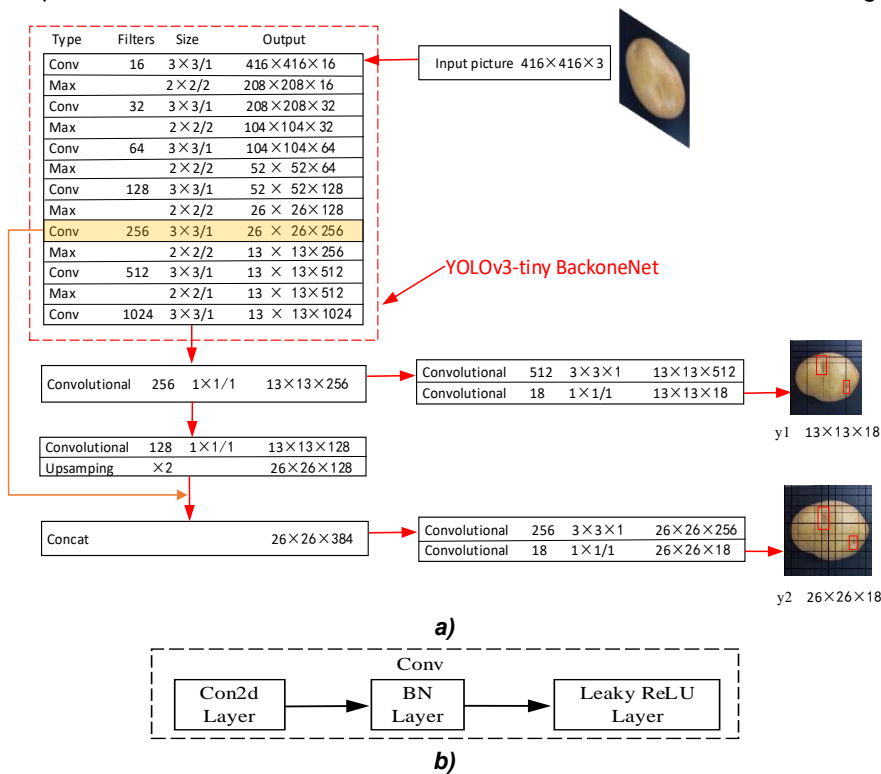 Type Filters Size Output
Conv 16 3×3/1 416×416×16
Max 2×2/2 208×208×16
Conv 32 3×3/1 208×208×32
Max 2×2/2 104×104×32
Conv 64 3×3/1 104×104×64
Max 2×2/2 52 × 52×64
Conv 128 3×3/1 52 × 52×128
Max 2×2/2 26 × 26×128
Conv 256 3×3/1 26 × 26×256
Max 2×2/2 13 × 13×256
Conv 512 3×3/1 13 × 13×512
Max 2×2/1 13 × 13×512
Conv 1024 3×3/1 13 × 13×1024
Input picture 416×416×3
YOLOv3-tiny BackoneNet
Convolutional 256 1×1/1 13×13×256
Convolutional 512 3×3×1 13×13×512
Convolutional 18 1×1/1 13×13×18
y1 13×13×18
Convolutional 128 1×1/1 13×13×128
Upsamping ×2 26×26×128
Concat 26×26×384
Convolutional 256 3×3×1 26×26×256
Convolutional 18 1×1/1 26×26×18
y2 26×26×18
a)
Conv
Con2d Layer
BN Layer
Leaky ReLU Layer
b)